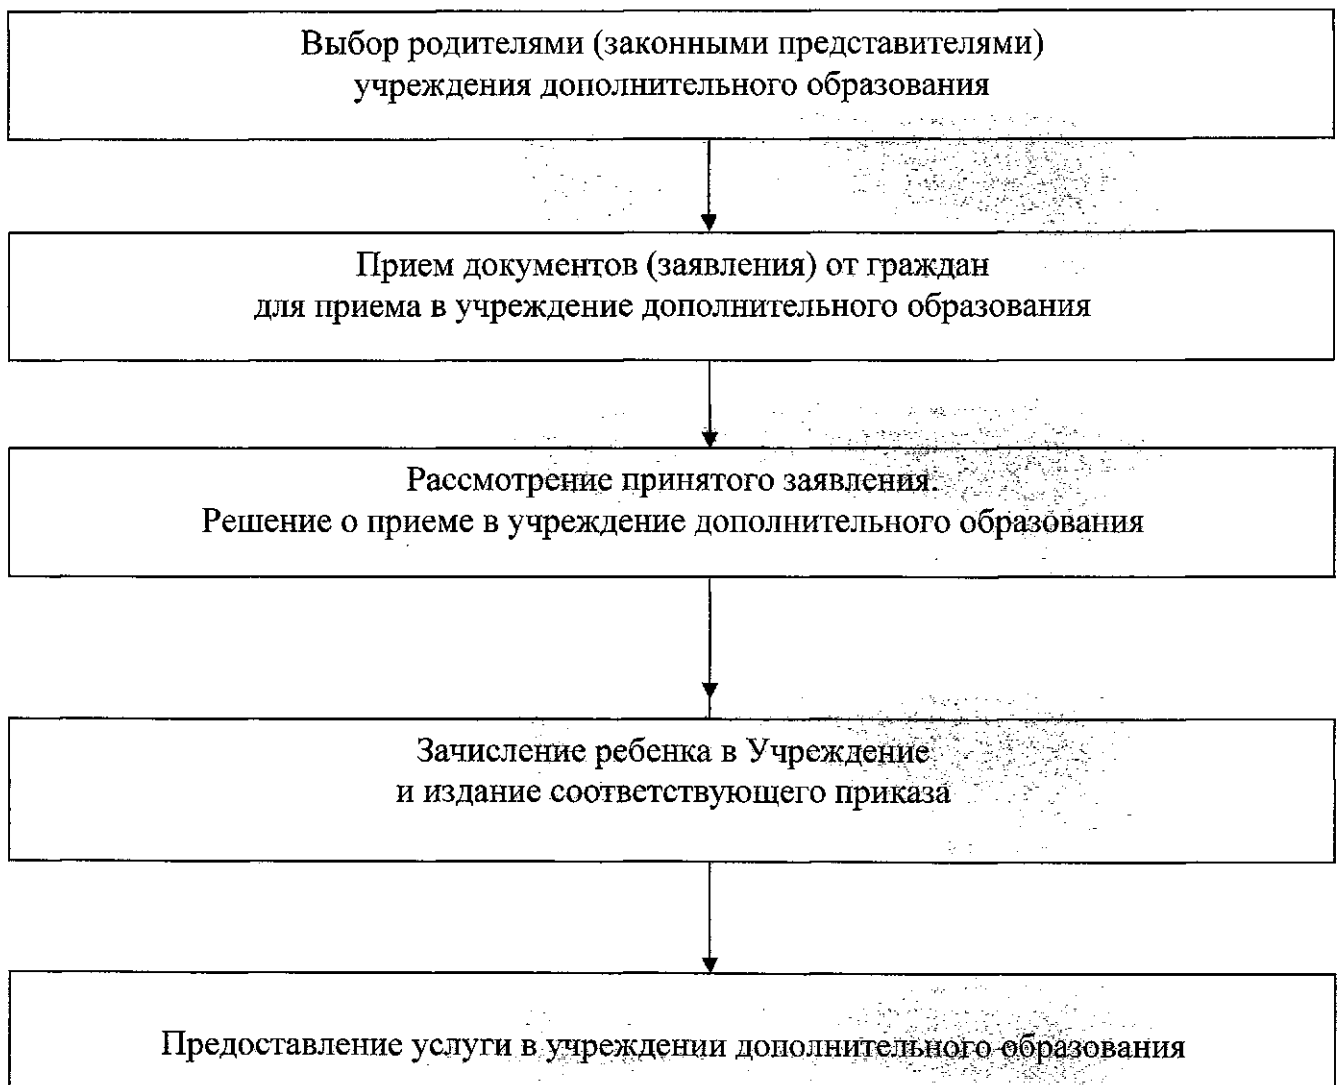 Выбор родителями (законными представителями)
учреждения дополнительного образования
Прием документов (заявления) от граждан
для приема в учреждение дополнительного образования
Рассмотрение принятого заявления.
Решение о приеме в учреждение дополнительного образования
Зачисление ребенка в Учреждение
и издание соответствующего приказа
Предоставление услуги в учреждении дополнительного образования